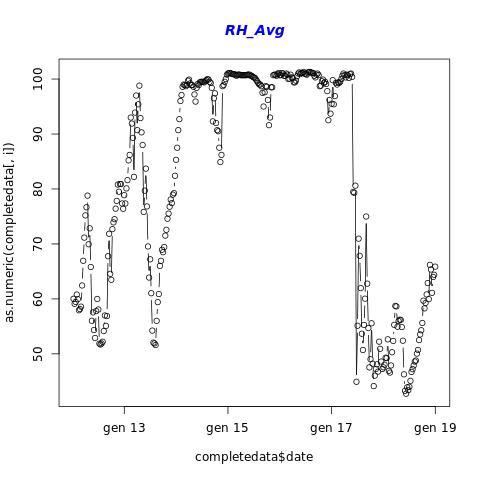 RH_Avg
as.numeric(completedata[, i])
100
90
80
70
60
50
gen 13
gen 15
gen 17
gen 19
completedata$date